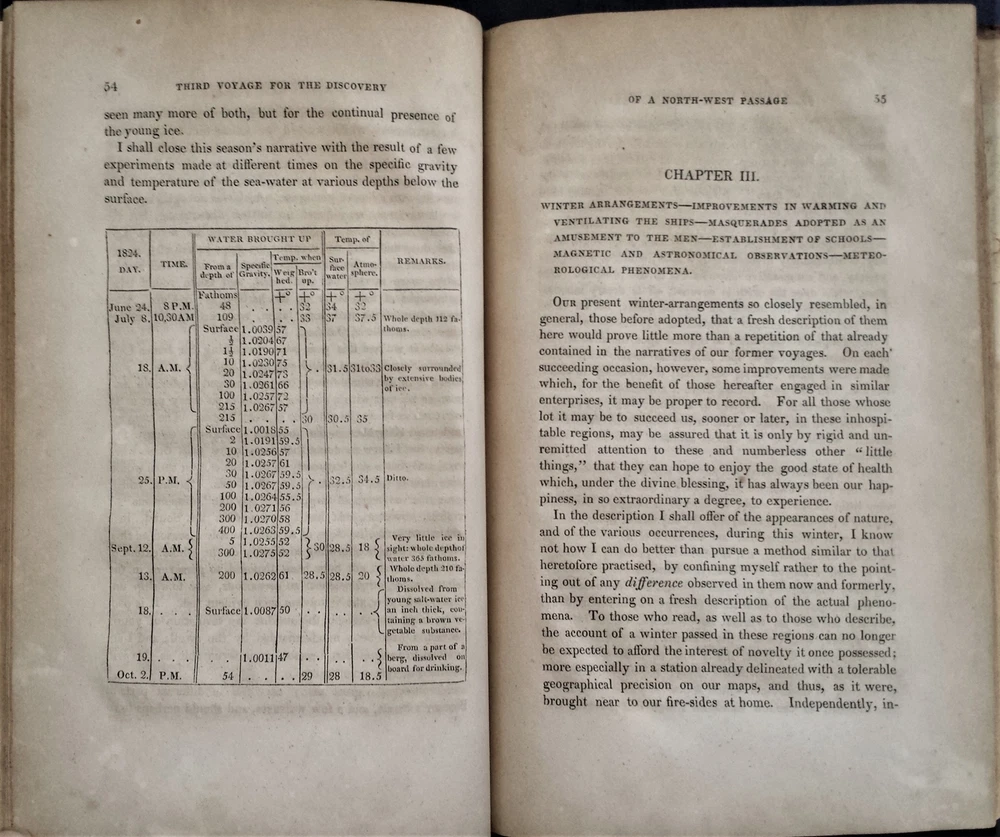 54 THIRD VOYAGE FOR THE DISCOVERY
seen many more of both, but for the continual presence of
the young ice.
I shall close this season's narrative with the result of a few
experiments made at different times on the specific gravity
and temperature of the sea-water at various depths below the
surface.
WATER BROUGHT UP Temp. of
1824. DAY. TIME. From a depth of Specific Gravity. Temp. when Weighed. Bro't up. Surface water Atmosphere. REMARKS.
Fathoms +° +° +° +°
June 24. 8 P.M. 48 . . . . 32 34 32
July 8. 10,30AM 109 . . . . 33 37 37.5 Whole depth 112 fathoms.
Surface 1.0039 57
½ 1.0204 67
1½ 1.0190 71
10 1.0230 75
18. A.M. 20 1.0247 73 . 31.5 31to33 Closely surrounded by extensive bodies of ice.
30 1.0261 66
100 1.0257 72
215 1.0267 57
215 . . . . 30 30.5 35
Surface 1.0018 55
2 1.0191 59.5
10 1.0256 57
20 1.0257 61
30 1.0267 59.5
25. P.M. 50 1.0267 59.5 . 32.5 34.5 Ditto.
100 1.0264 55.5
200 1.0271 56
300 1.0270 58
400 1.0263 59.5
Sept. 12. A.M. 5 1.0255 52 30 28.5 18 Very little ice in sight: whole depth of water 365 fathoms.
300 1.0275 52
13. A.M. 200 1.0262 61 28.5 28.5 20 Whole depth 210 fathoms.
18. . . . Surface 1.0087 50 . . . . . . Dissolved from young salt-water ice an inch thick, containing a brown vegetable substance.
19. . . . . . 1.0011 47 . . . . . . From a part of a berg, dissolved on board for drinking.
Oct. 2. P.M. 54 . . . . 29 28 18.5
OF A NORTH-WEST PASSAGE 55
CHAPTER III.
WINTER ARRANGEMENTS—IMPROVEMENTS IN WARMING AND
VENTILATING THE SHIPS—MASQUERADES ADOPTED AS AN
AMUSEMENT TO THE MEN—ESTABLISHMENT OF SCHOOLS—
MAGNETIC AND ASTRONOMICAL OBSERVATIONS—METEO-
ROLOGICAL PHENOMENA.
OUR present winter-arrangements so closely resembled, in
general, those before adopted, that a fresh description of them
here would prove little more than a repetition of that already
contained in the narratives of our former voyages. On each
succeeding occasion, however, some improvements were made
which, for the benefit of those hereafter engaged in similar
enterprises, it may be proper to record. For all those whose
lot it may be to succeed us, sooner or later, in these inhospi-
table regions, may be assured that it is only by rigid and un-
remitted attention to these and numberless other “little
things,” that they can hope to enjoy the good state of health
which, under the divine blessing, it has always been our hap-
piness, in so extraordinary a degree, to experience.
In the description I shall offer of the appearances of nature,
and of the various occurrences, during this winter, I know
not how I can do better than pursue a method similar to that
heretofore practised, by confining myself rather to the point-
ing out of any difference observed in them now and formerly,
than by entering on a fresh description of the actual pheno-
mena. To those who read, as well as to those who describe,
the account of a winter passed in these regions can no longer
be expected to afford the interest of novelty it once possessed;
more especially in a station already delineated with a tolerable
geographical precision on our maps, and thus, as it were,
brought near to our fire-sides at home. Independently, in-